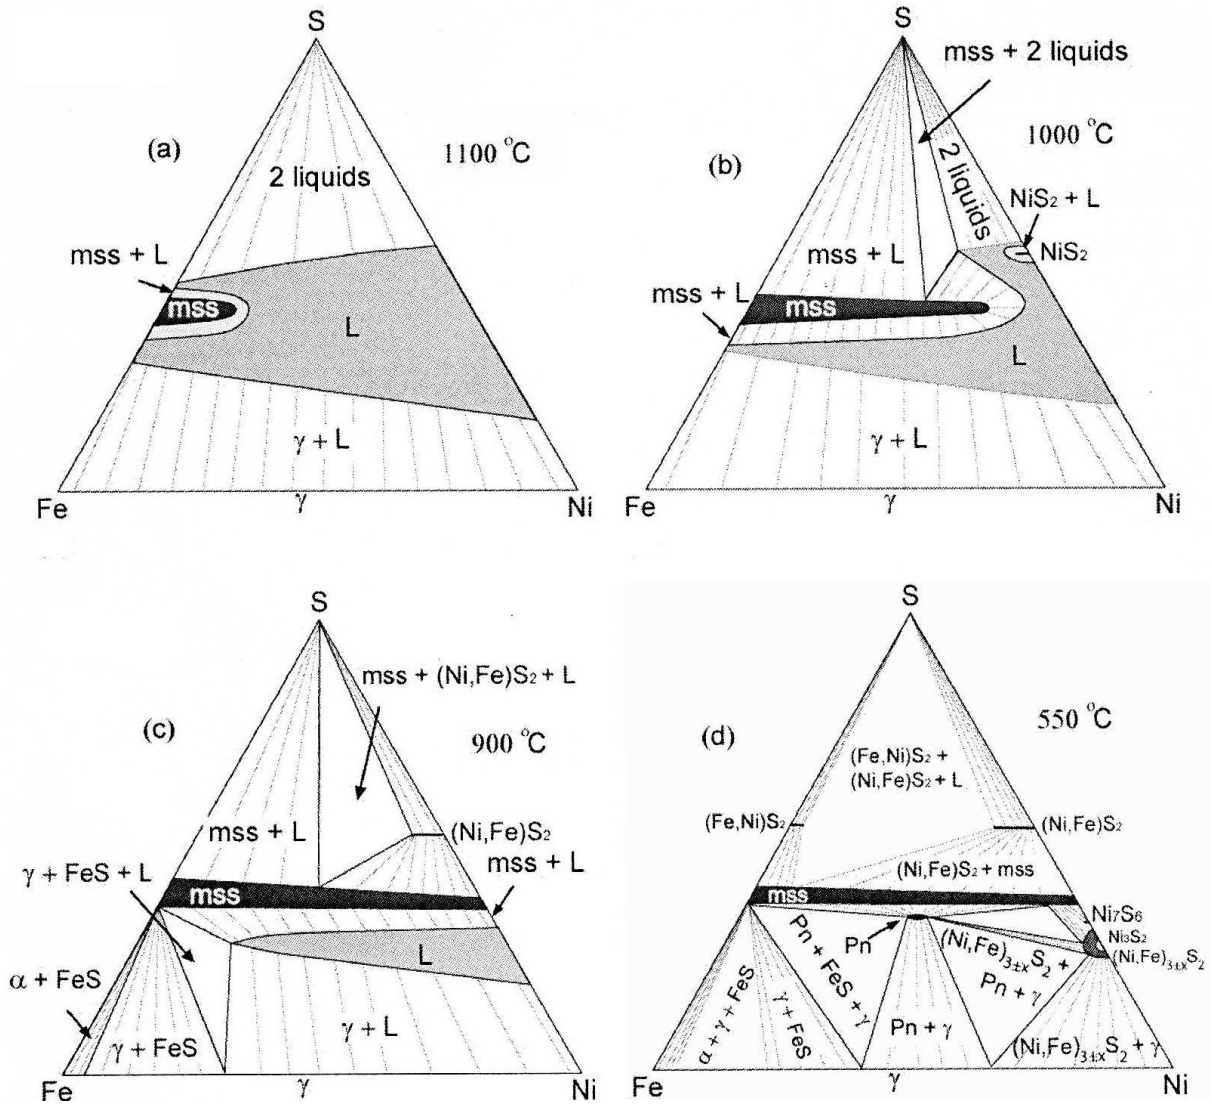 S
(a)
1100 °C
2 liquids
mss + L
mss
L
γ + L
Fe
γ
Ni
S
mss + 2 liquids
(b)
1000 °C
2 liquids
NiS₂ + L
NiS₂
mss + L
mss + L
mss
L
γ + L
Fe
γ
Ni
S
mss + (Ni,Fe)S₂ + L
(c)
900 °C
mss + L
(Ni,Fe)S₂
mss + L
γ + FeS + L
mss
L
α + FeS
γ + FeS
γ + L
Fe
γ
Ni
S
(d)
550 °C
(Fe,Ni)S₂ +
(Ni,Fe)S₂ + L
(Fe,Ni)S₂
(Ni,Fe)S₂
(Ni,Fe)S₂ + mss
mss
Ni₇S₆
Ni₃S₂
(Ni,Fe)₃±ₓS₂
Pn
(Ni,Fe)₃±ₓS₂ +
Pn + γ
Pn + FeS + γ
α + γ + FeS
γ + FeS
Pn + γ
(Ni,Fe)₃±ₓS₂ + γ
Fe
γ
Ni